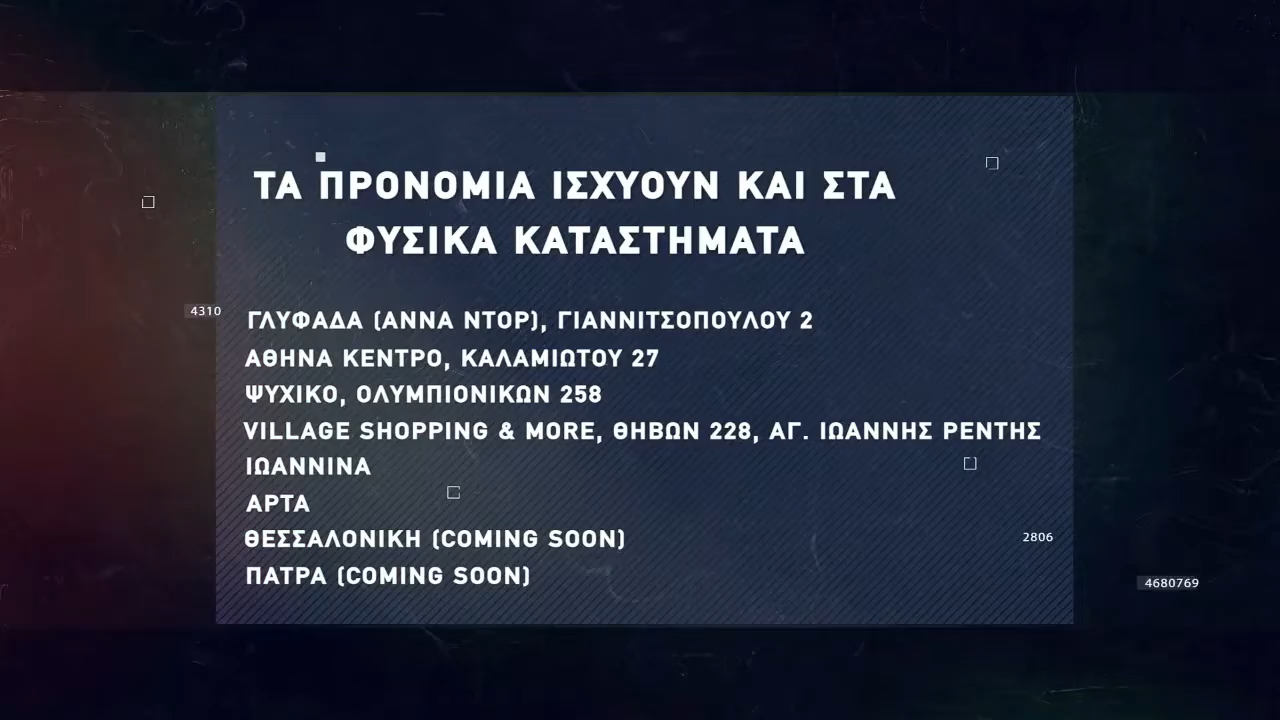 ΤΑ ΠΡΟΝΟΜΙΑ ΙΣΧΥΟΥΝ ΚΑΙ ΣΤΑ
ΦΥΣΙΚΑ ΚΑΤΑΣΤΗΜΑΤΑ
4310
ΓΛΥΦΑΔΑ (ΑΝΝΑ ΝΤΟΡ), ΓΙΑΝΝΙΤΣΟΠΟΥΛΟΥ 2
ΑΘΗΝΑ ΚΕΝΤΡΟ, ΚΑΛΑΜΙΩΤΟΥ 27
ΨΥΧΙΚΟ, ΟΛΥΜΠΙΟΝΙΚΩΝ 258
VILLAGE SHOPPING & MORE, ΘΗΒΩΝ 228, ΑΓ. ΙΩΑΝΝΗΣ ΡΕΝΤΗΣ
ΙΩΑΝΝΙΝΑ
ΑΡΤΑ
ΘΕΣΣΑΛΟΝΙΚΗ (COMING SOON)
2806
ΠΑΤΡΑ (COMING SOON)
4680769